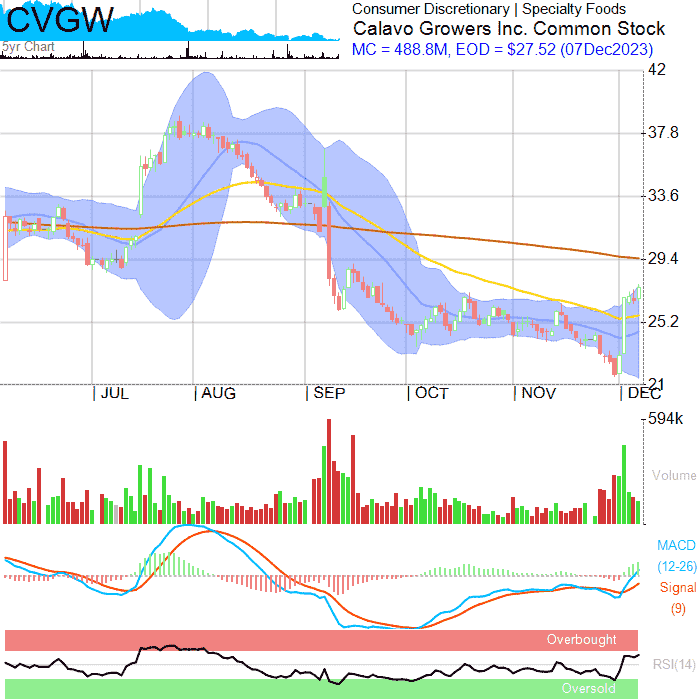 CVGW
5yr Chart
Consumer Discretionary | Specialty Foods
Calavo Growers Inc. Common Stock
MC = 488.8M, EOD = $27.52 (07Dec2023)
42
37.8
33.6
29.4
25.2
21
JUL
AUG
SEP
OCT
NOV
DEC
594k
Volume
MACD
(12-26)
Signal
(9)
Overbought
RSI(14)
Oversold